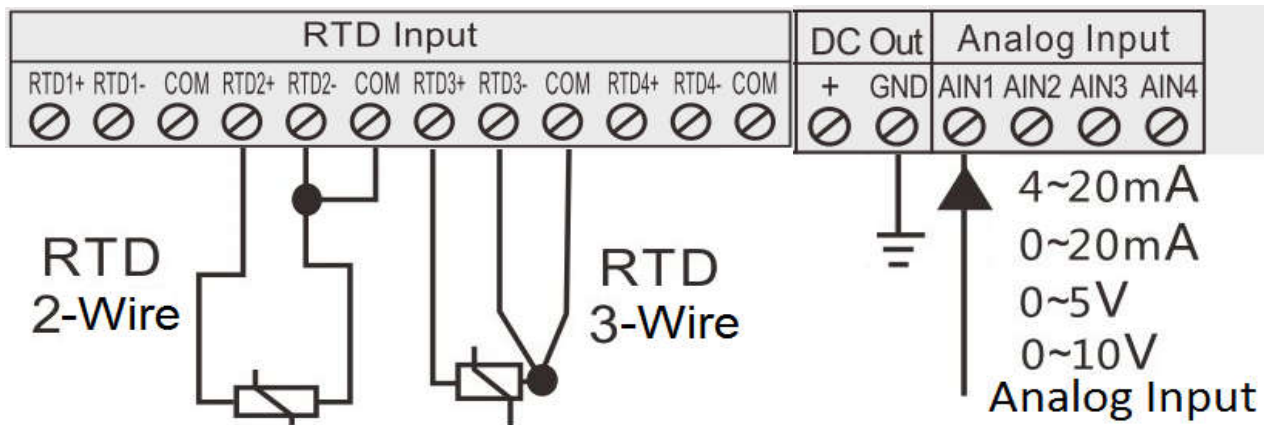 RTD Input
RTD1+ RTD1- COM RTD2+ RTD2- COM RTD3+ RTD3- COM RTD4+ RTD4- COM
DC Out
+ GND
Analog Input
AIN1 AIN2 AIN3 AIN4
RTD
2-Wire
RTD
3-Wire
4~20mA
0~20mA
0~5V
0~10V
Analog Input